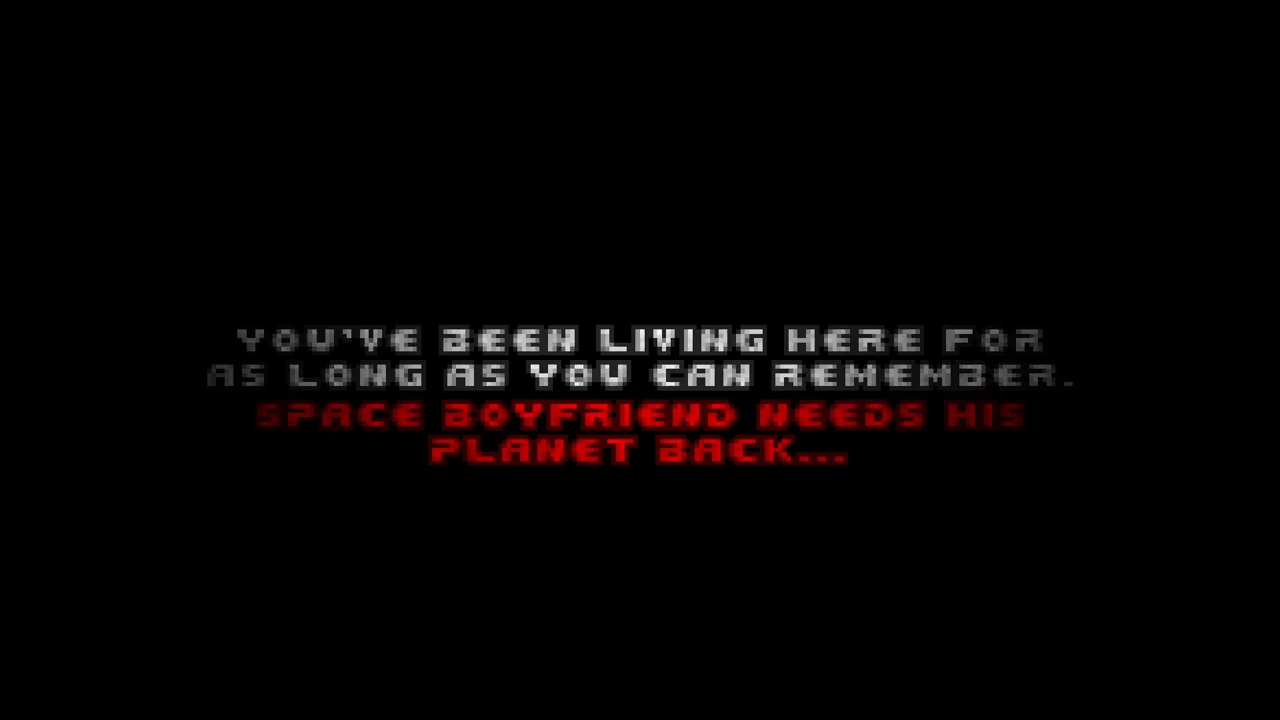 YOU'VE BEEN LIVING HERE FOR
AS LONG AS YOU CAN REMEMBER.
SPACE BOYFRIEND NEEDS HIS
PLANET BACK...